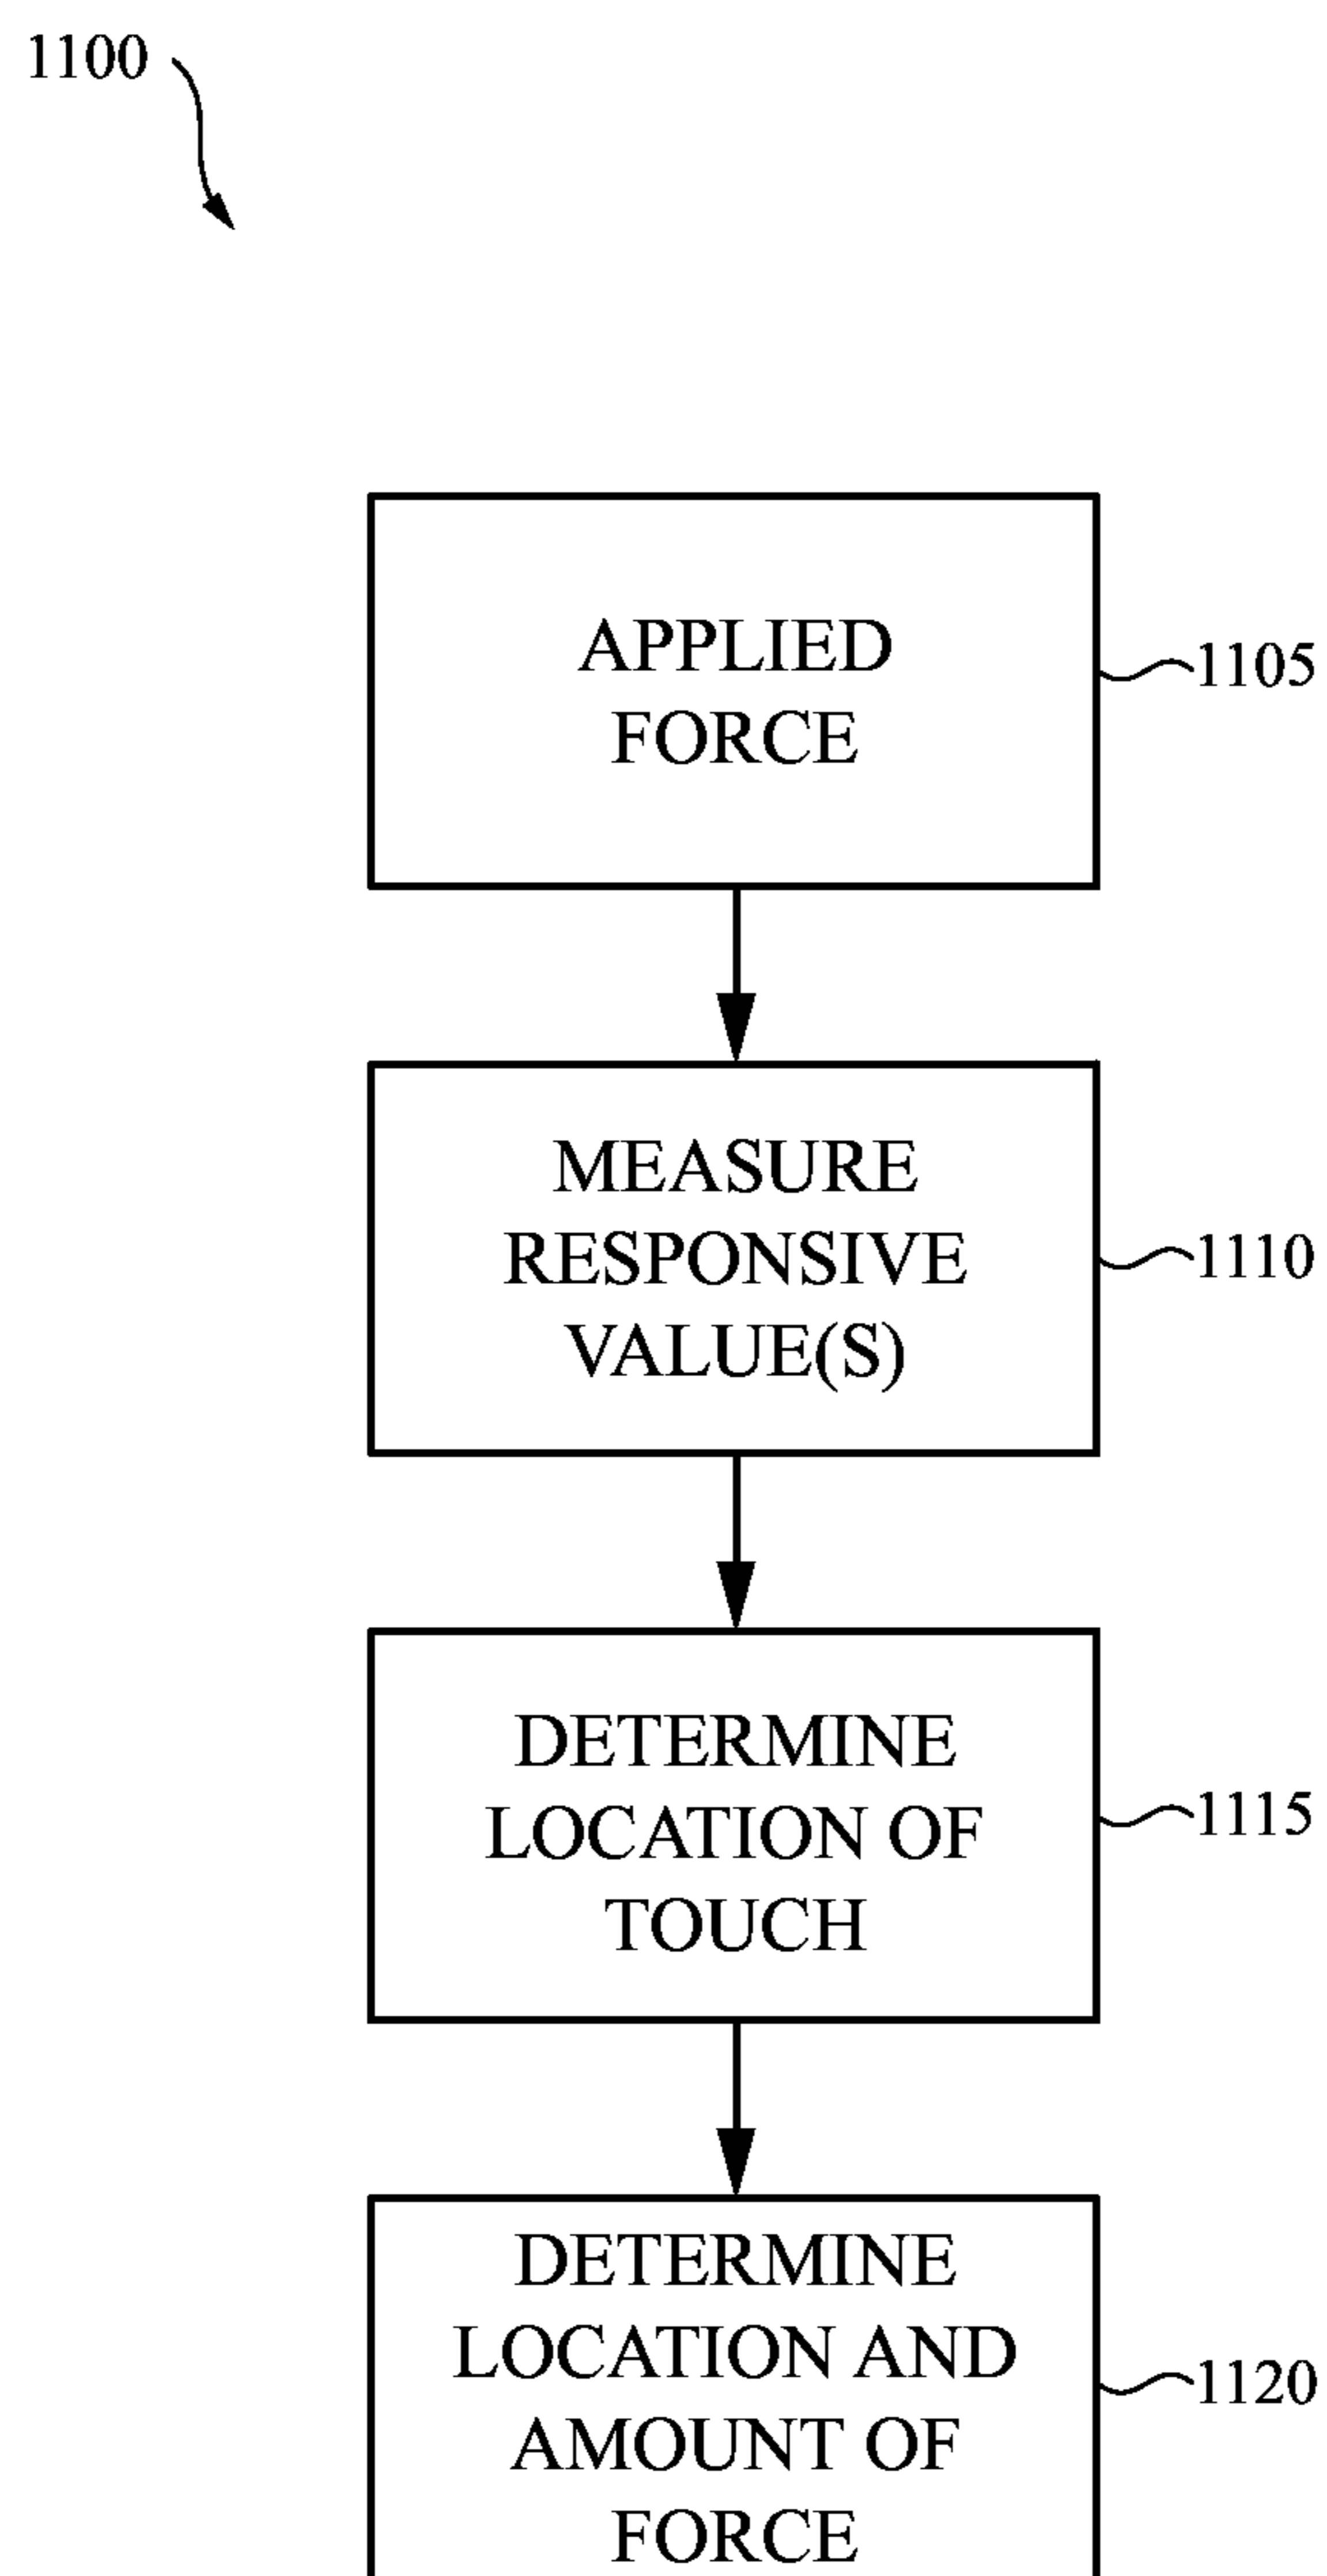 1100
APPLIED
FORCE
1105
MEASURE
RESPONSIVE
VALUE(S)
1110
DETERMINE
LOCATION OF
TOUCH
1115
DETERMINE
LOCATION AND
AMOUNT OF
FORCE
1120